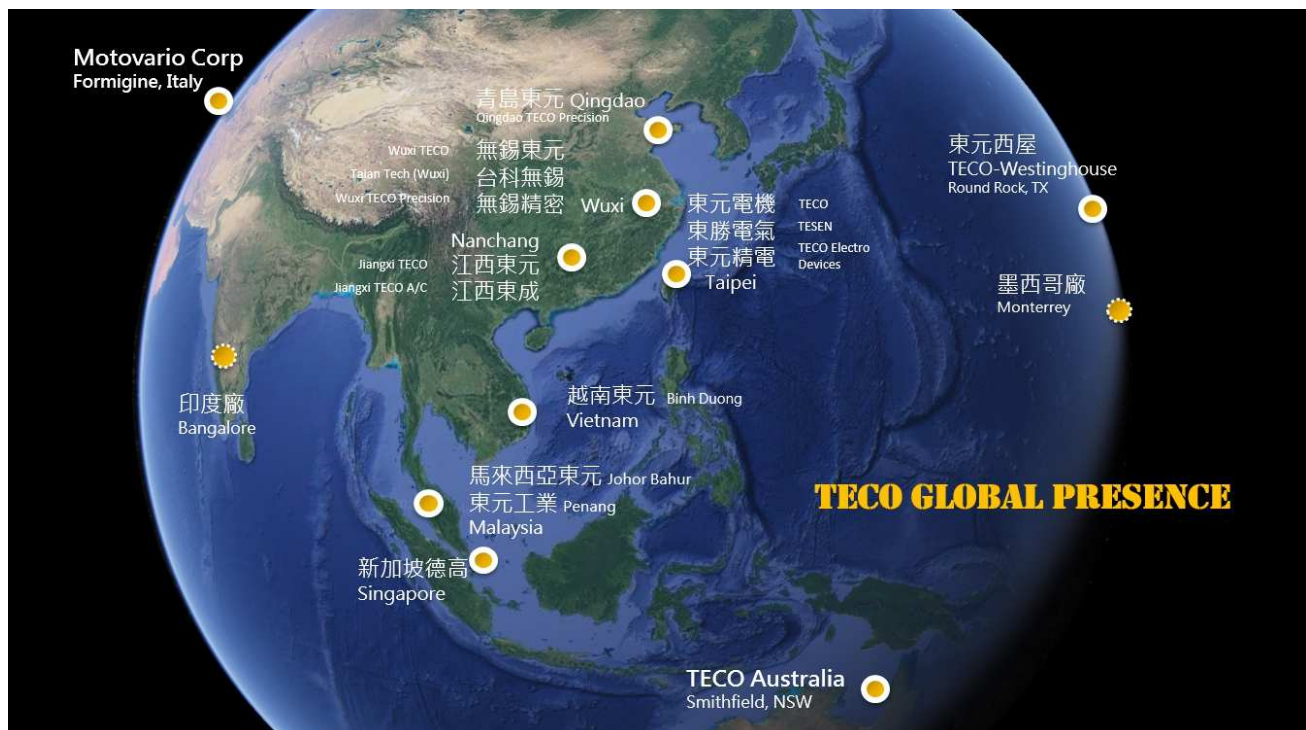 Motovario Corp
Formigine, Italy
青島東元 Qingdao
Qingdao TECO Precision
Wuxi TECO 無錫東元
Taian Tech (Wuxi) 台科無錫
Wuxi TECO Precision 無錫精密 Wuxi
東元電機 TECO
東勝電氣 TESEN
東元精電 TECO Electro Devices
Taipei
Nanchang
Jiangxi TECO 江西東元
Jiangxi TECO A/C 江西東成
東元西屋
TECO-Westinghouse
Round Rock, TX
墨西哥廠
Monterrey
印度廠
Bangalore
越南東元 Binh Duong
Vietnam
馬來西亞東元 Johor Bahur
東元工業 Penang
Malaysia
新加坡德高
Singapore
TECO GLOBAL PRESENCE
TECO Australia
Smithfield, NSW